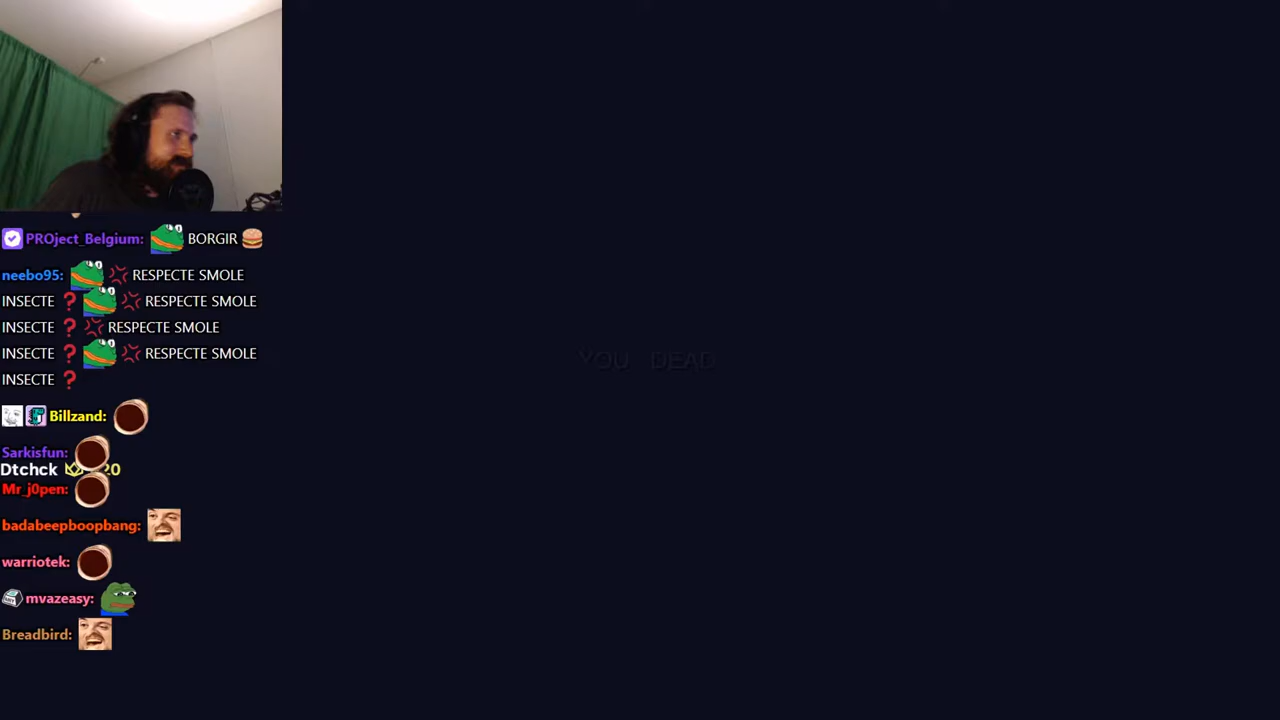 PROject_Belgium: BORGIR
neebo95: RESPECTE SMOLE
INSECTE ❓ RESPECTE SMOLE
INSECTE ❓ RESPECTE SMOLE
INSECTE ❓ RESPECTE SMOLE
INSECTE ❓
Billzand:
Sarkisfun:
Dtchck 20
Mr_j0pen:
badabeepboopbang:
warriotek:
mvazeasy:
Breadbird:
YOU DEAD